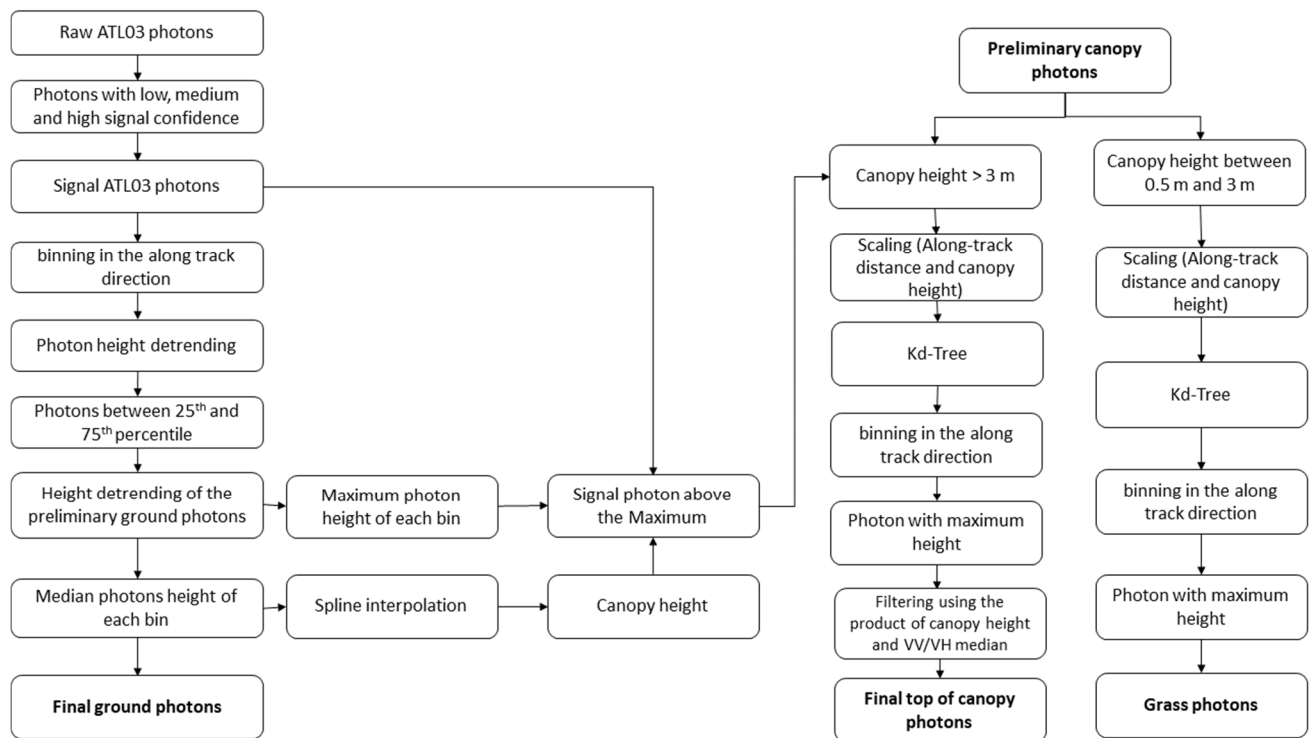 Raw ATL03 photons
Photons with low, medium
and high signal confidence
Signal ATL03 photons
binning in the along track
direction
Photon height detrending
Photons between 25th and
75th percentile
Height detrending of the
preliminary ground photons
Median photons height of
each bin
Final ground photons
Maximum photon
height of each bin
Spline interpolation
Signal photon above
the Maximum
Canopy height
Preliminary canopy
photons
Canopy height > 3 m
Scaling (Along-track
distance and canopy
height)
Kd-Tree
binning in the along
track direction
Photon with maximum
height
Filtering using the
product of canopy height
and VV/VH median
Final top of canopy
photons
Canopy height between
0.5 m and 3 m
Scaling (Along-track
distance and canopy
height)
Kd-Tree
binning in the along
track direction
Photon with maximum
height
Grass photons